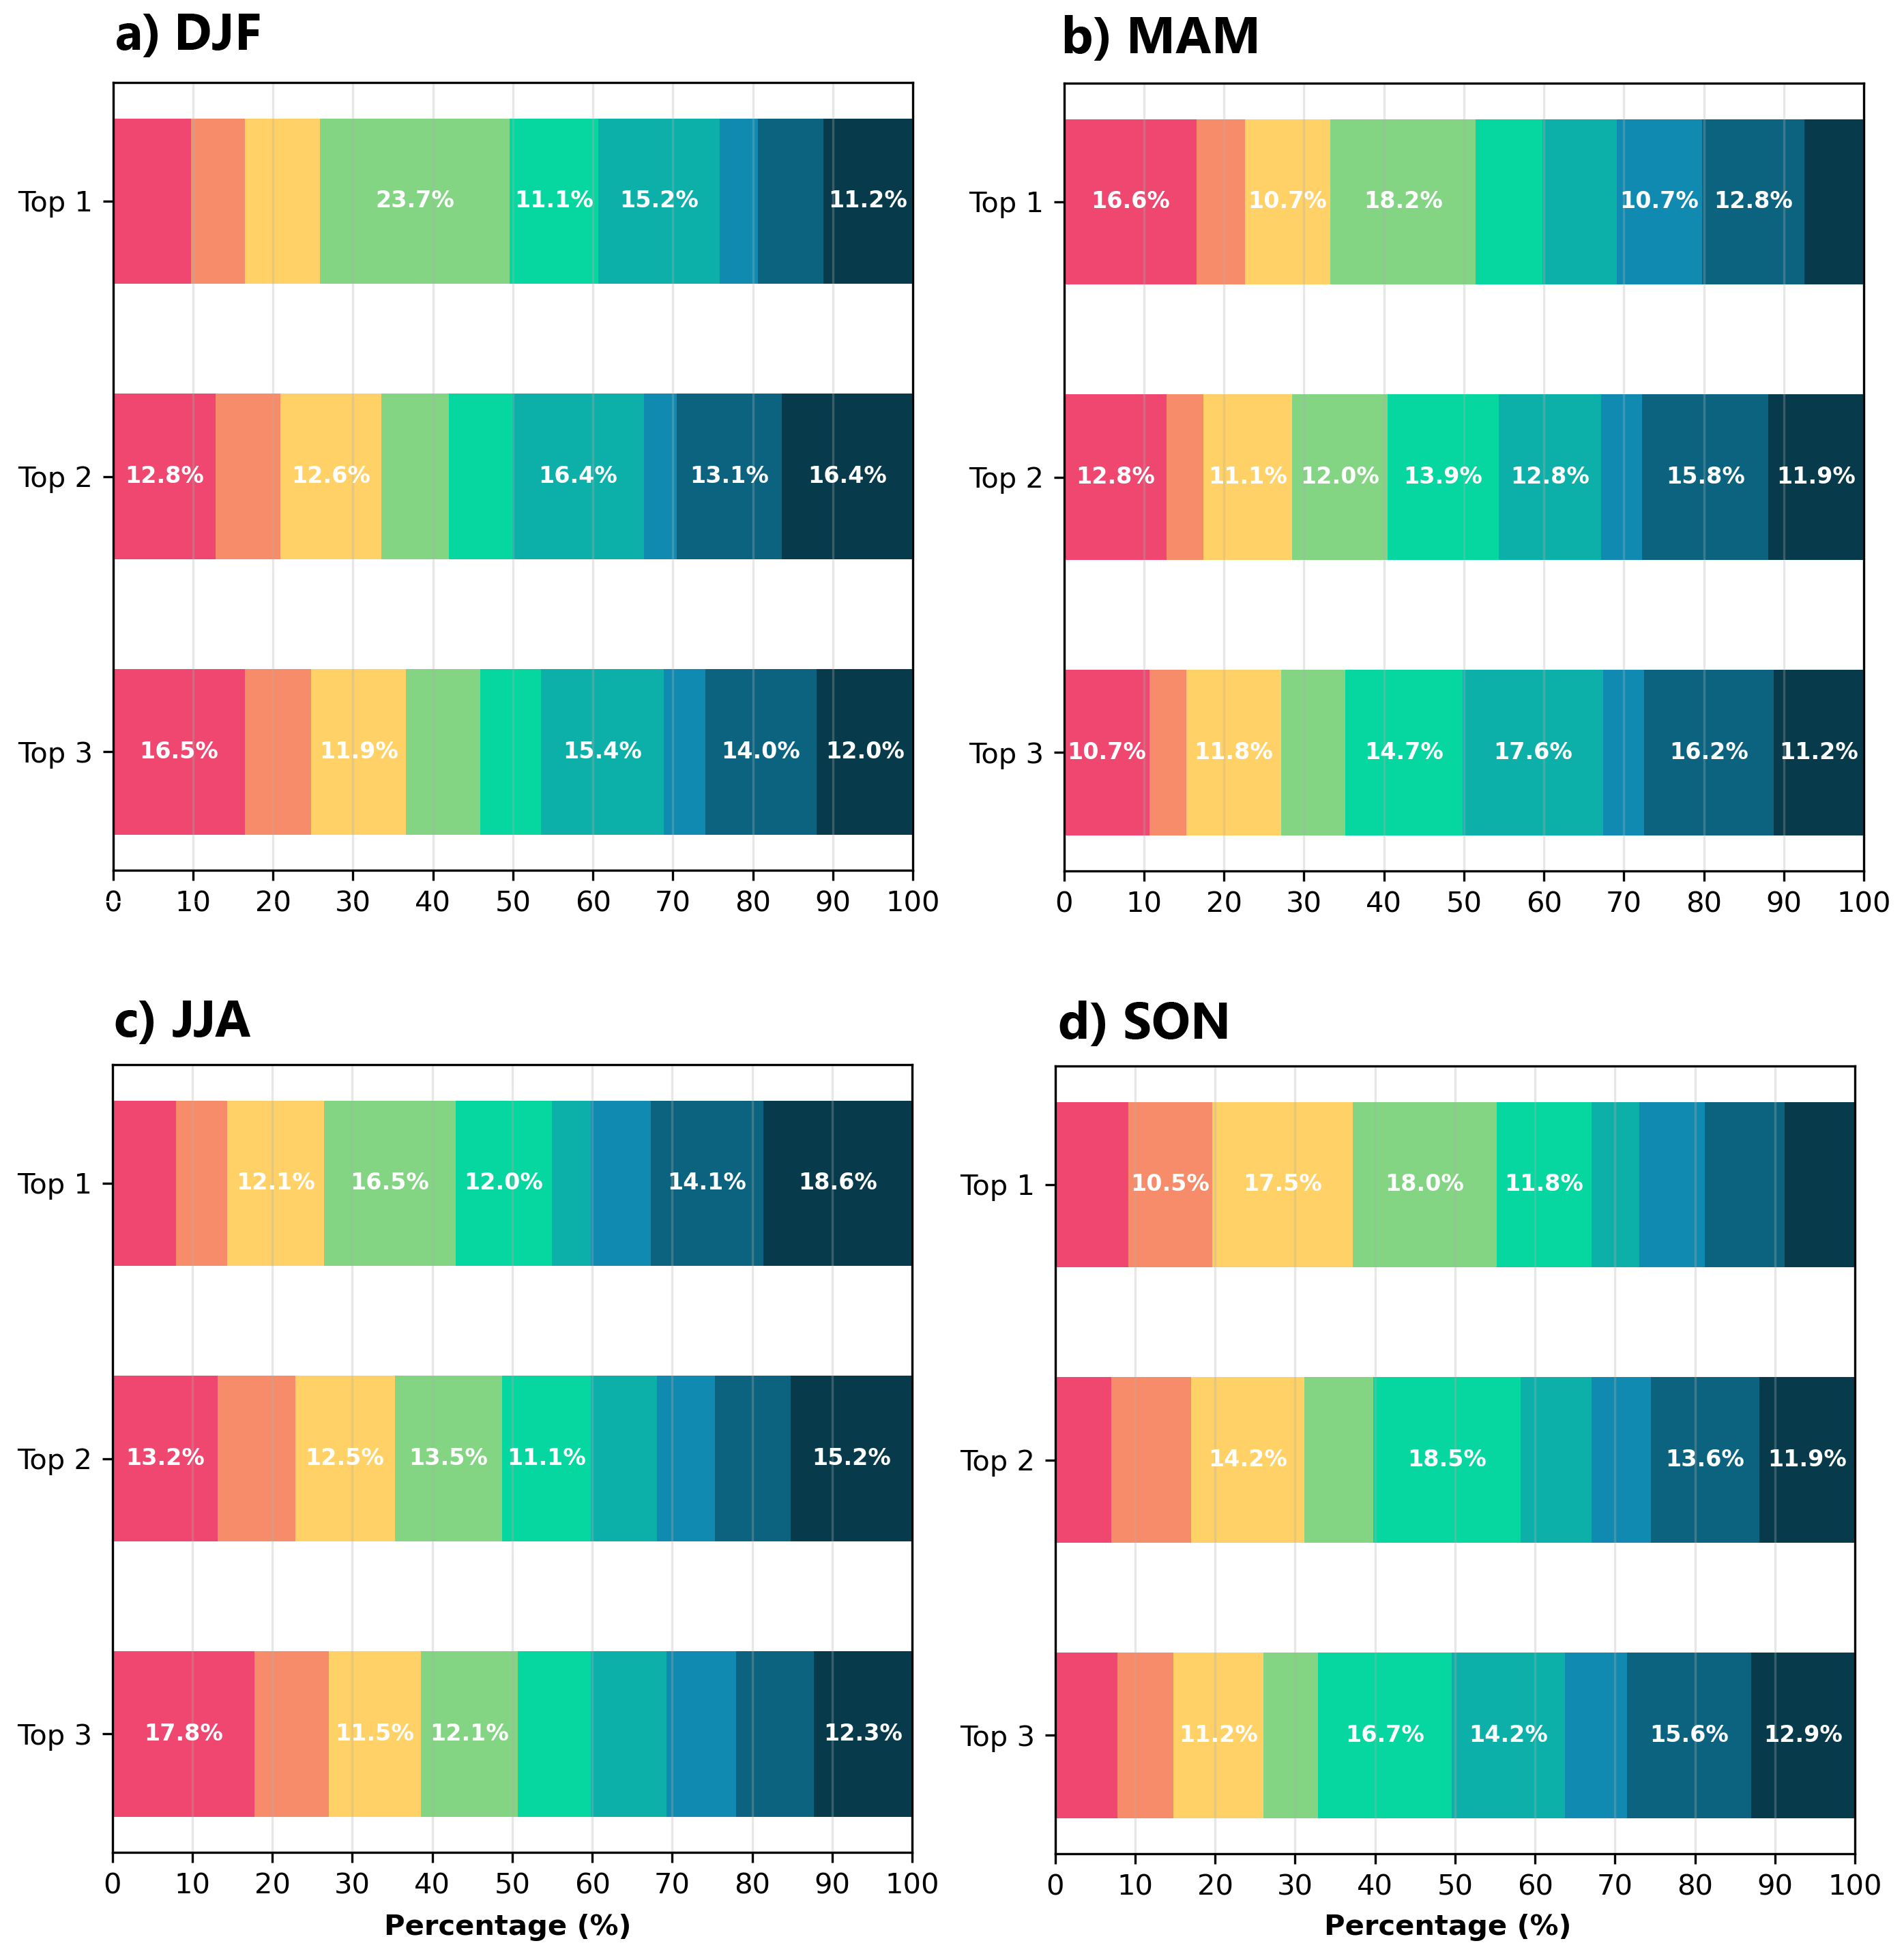 a) DJF
Top 1
23.7% 11.1% 15.2% 11.2%
Top 2
12.8% 12.6% 16.4% 13.1% 16.4%
Top 3
16.5% 11.9% 15.4% 14.0% 12.0%
0 10 20 30 40 50 60 70 80 90 100
b) MAM
Top 1
16.6% 10.7% 18.2% 10.7% 12.8%
Top 2
12.8% 11.1% 12.0% 13.9% 12.8% 15.8% 11.9%
Top 3
10.7% 11.8% 14.7% 17.6% 16.2% 11.2%
0 10 20 30 40 50 60 70 80 90 100
c) JJA
Top 1
12.1% 16.5% 12.0% 14.1% 18.6%
Top 2
13.2% 12.5% 13.5% 11.1% 15.2%
Top 3
17.8% 11.5% 12.1% 12.3%
0 10 20 30 40 50 60 70 80 90 100
Percentage (%)
d) SON
Top 1
10.5% 17.5% 18.0% 11.8%
Top 2
14.2% 18.5% 13.6% 11.9%
Top 3
11.2% 16.7% 14.2% 15.6% 12.9%
0 10 20 30 40 50 60 70 80 90 100
Percentage (%)